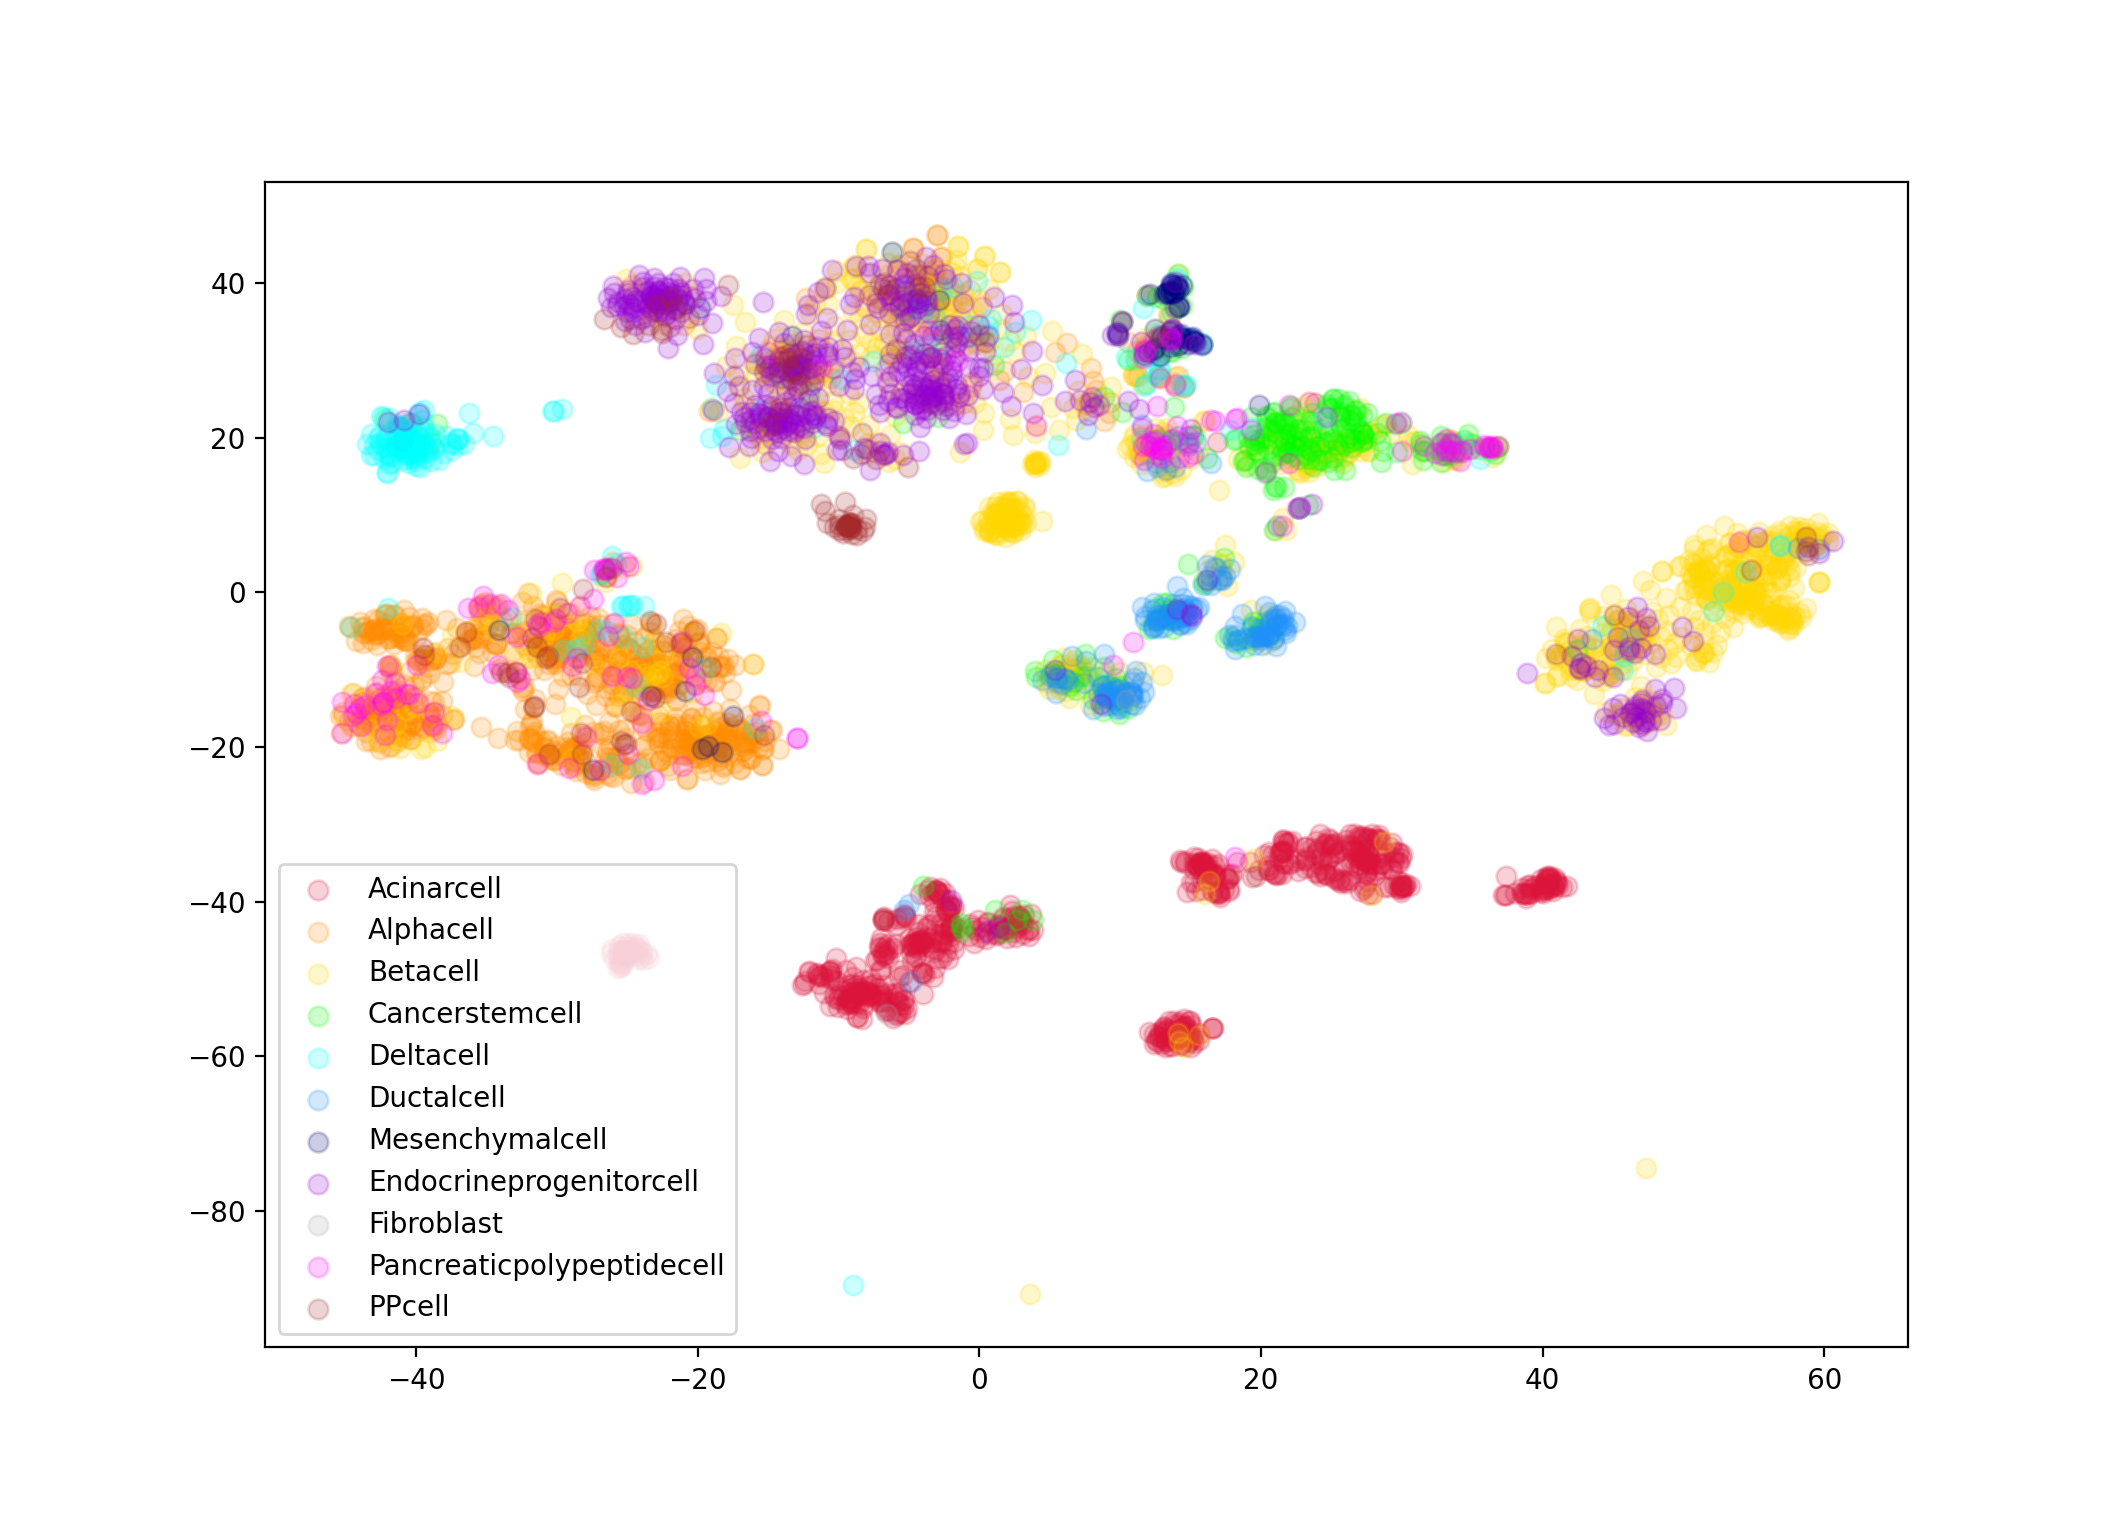 40
20
0
−20
−40
−60
−80
Acinarcell
Alphacell
Betacell
Cancerstemcell
Deltacell
Ductalcell
Mesenchymalcell
Endocrineprogenitorcell
Fibroblast
Pancreaticpolypeptidecell
PPcell
−40 −20 0 20 40 60